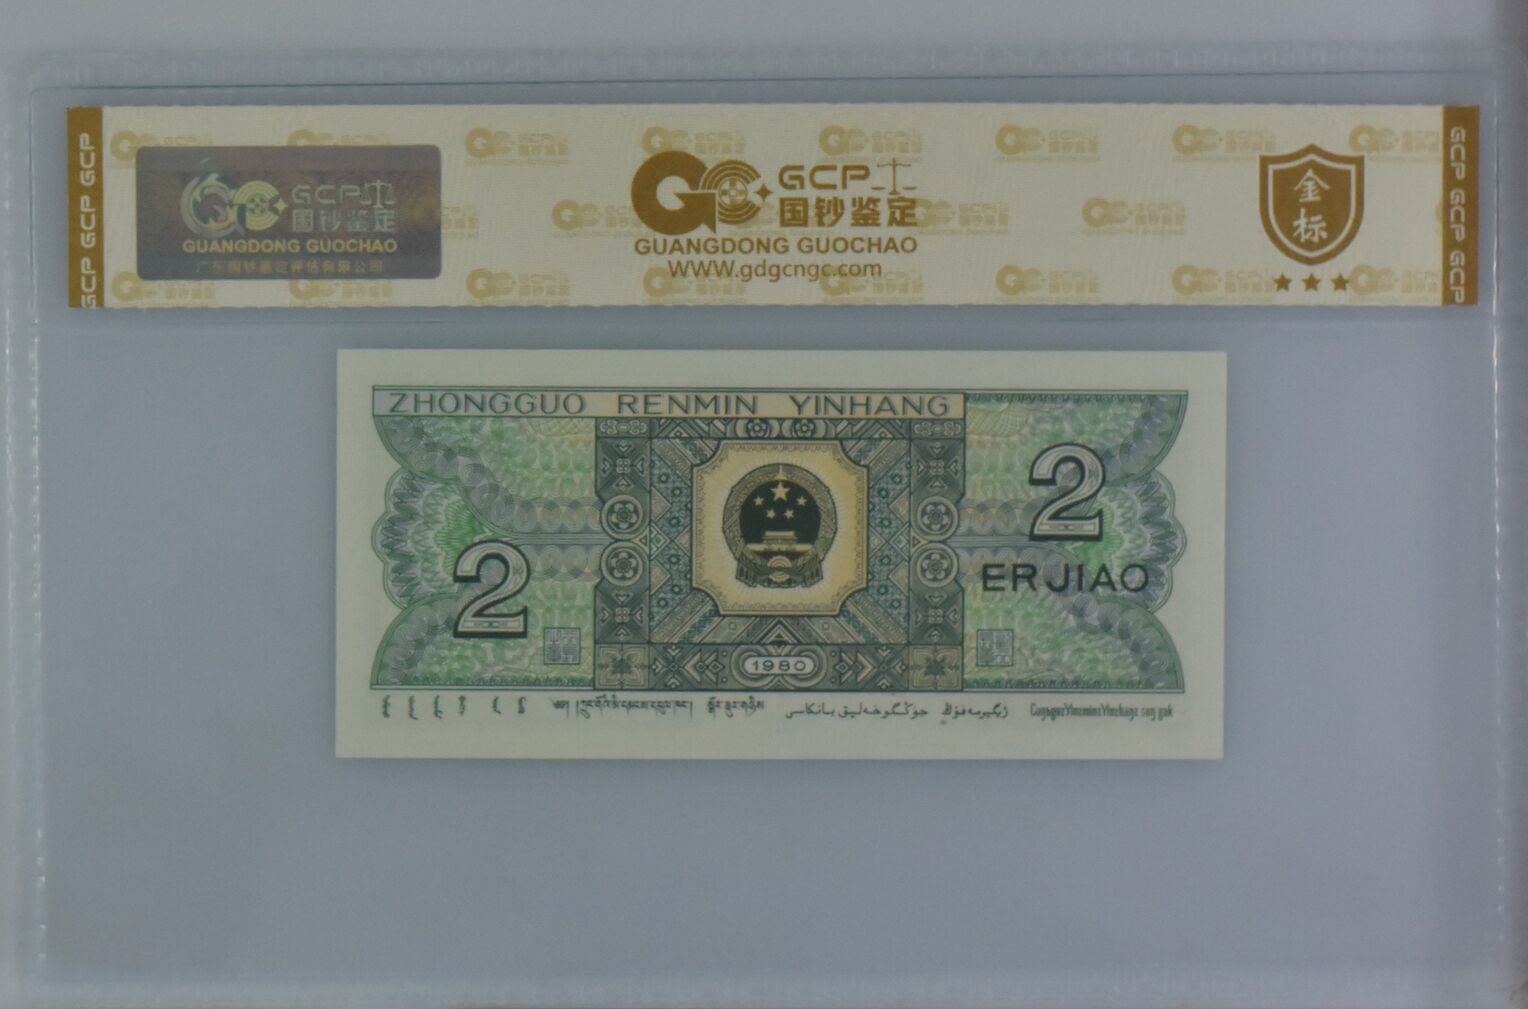 GCP GCP GCP
GCP
国钞鉴定
GUANGDONG GUOCHAO
广东国钞鉴定评估有限公司
GCP
国钞鉴定
GUANGDONG GUOCHAO
WWW.gdgcngc.com
金标
GCP GCP GCP
ZHONGGUO RENMIN YINHANG
2
2
ERJIAO
1980